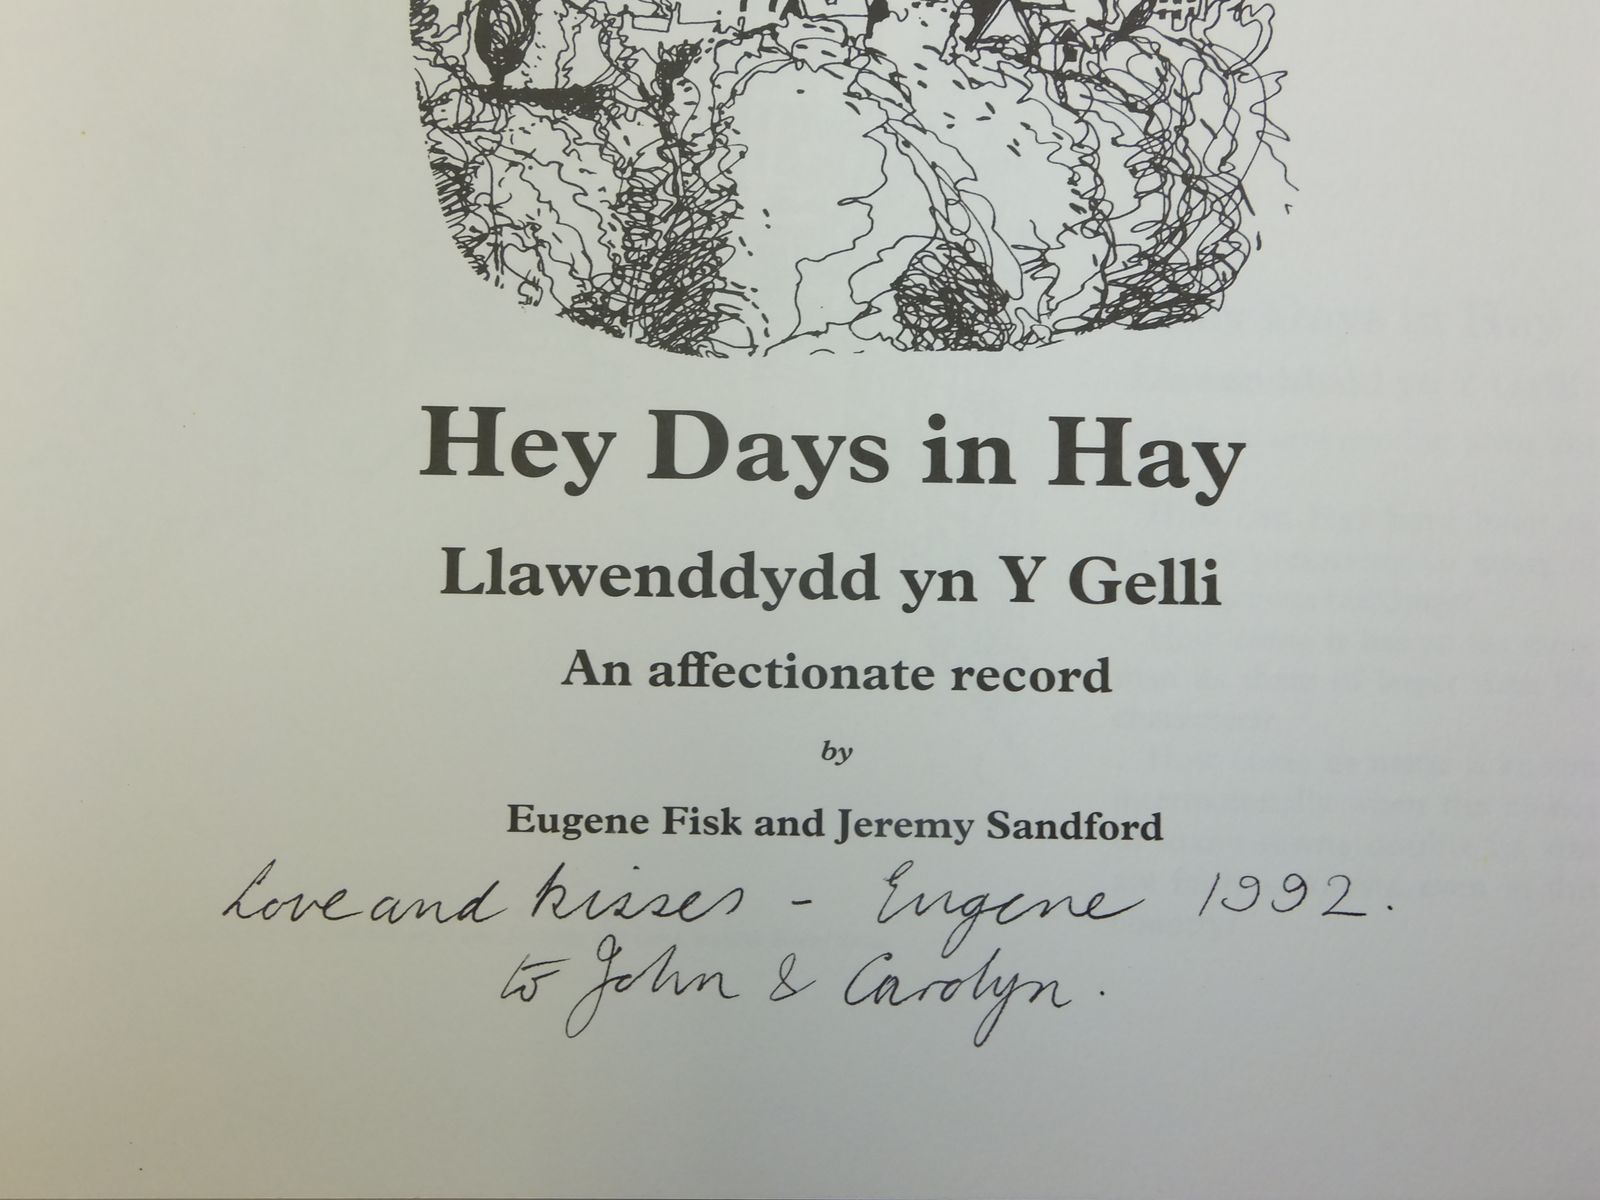 Hey Days in Hay
Llawenddydd yn Y Gelli
An affectionate record
by
Eugene Fisk and Jeremy Sandford
Love and kisses - Eugene 1992.
to John & Carolyn.